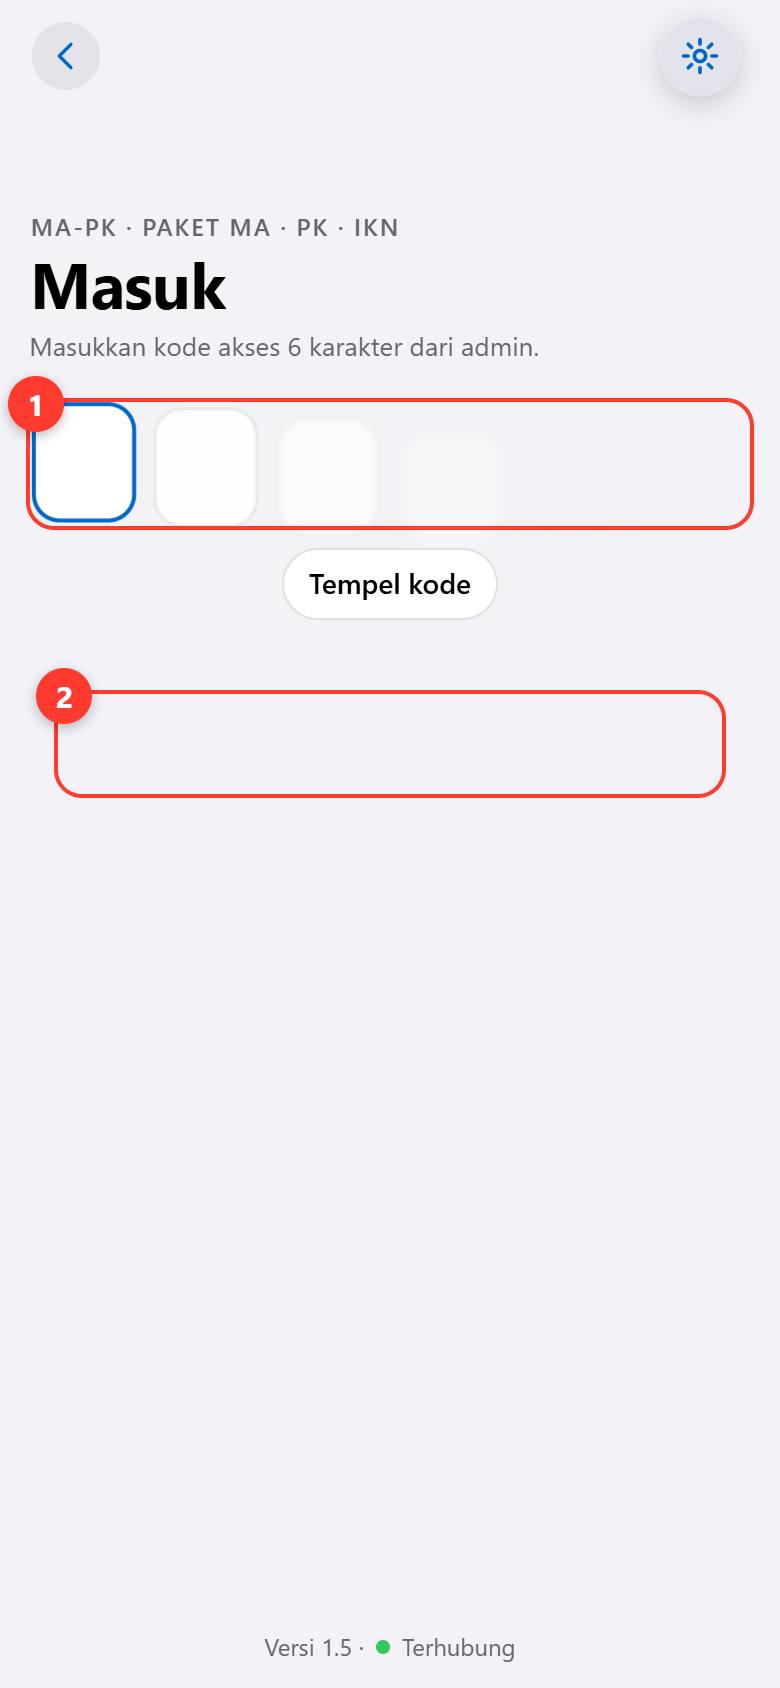 MA-PK · PAKET MA · PK · IKN
Masuk
Masukkan kode akses 6 karakter dari admin.
1
Tempel kode
2
Versi 1.5 · Terhubung